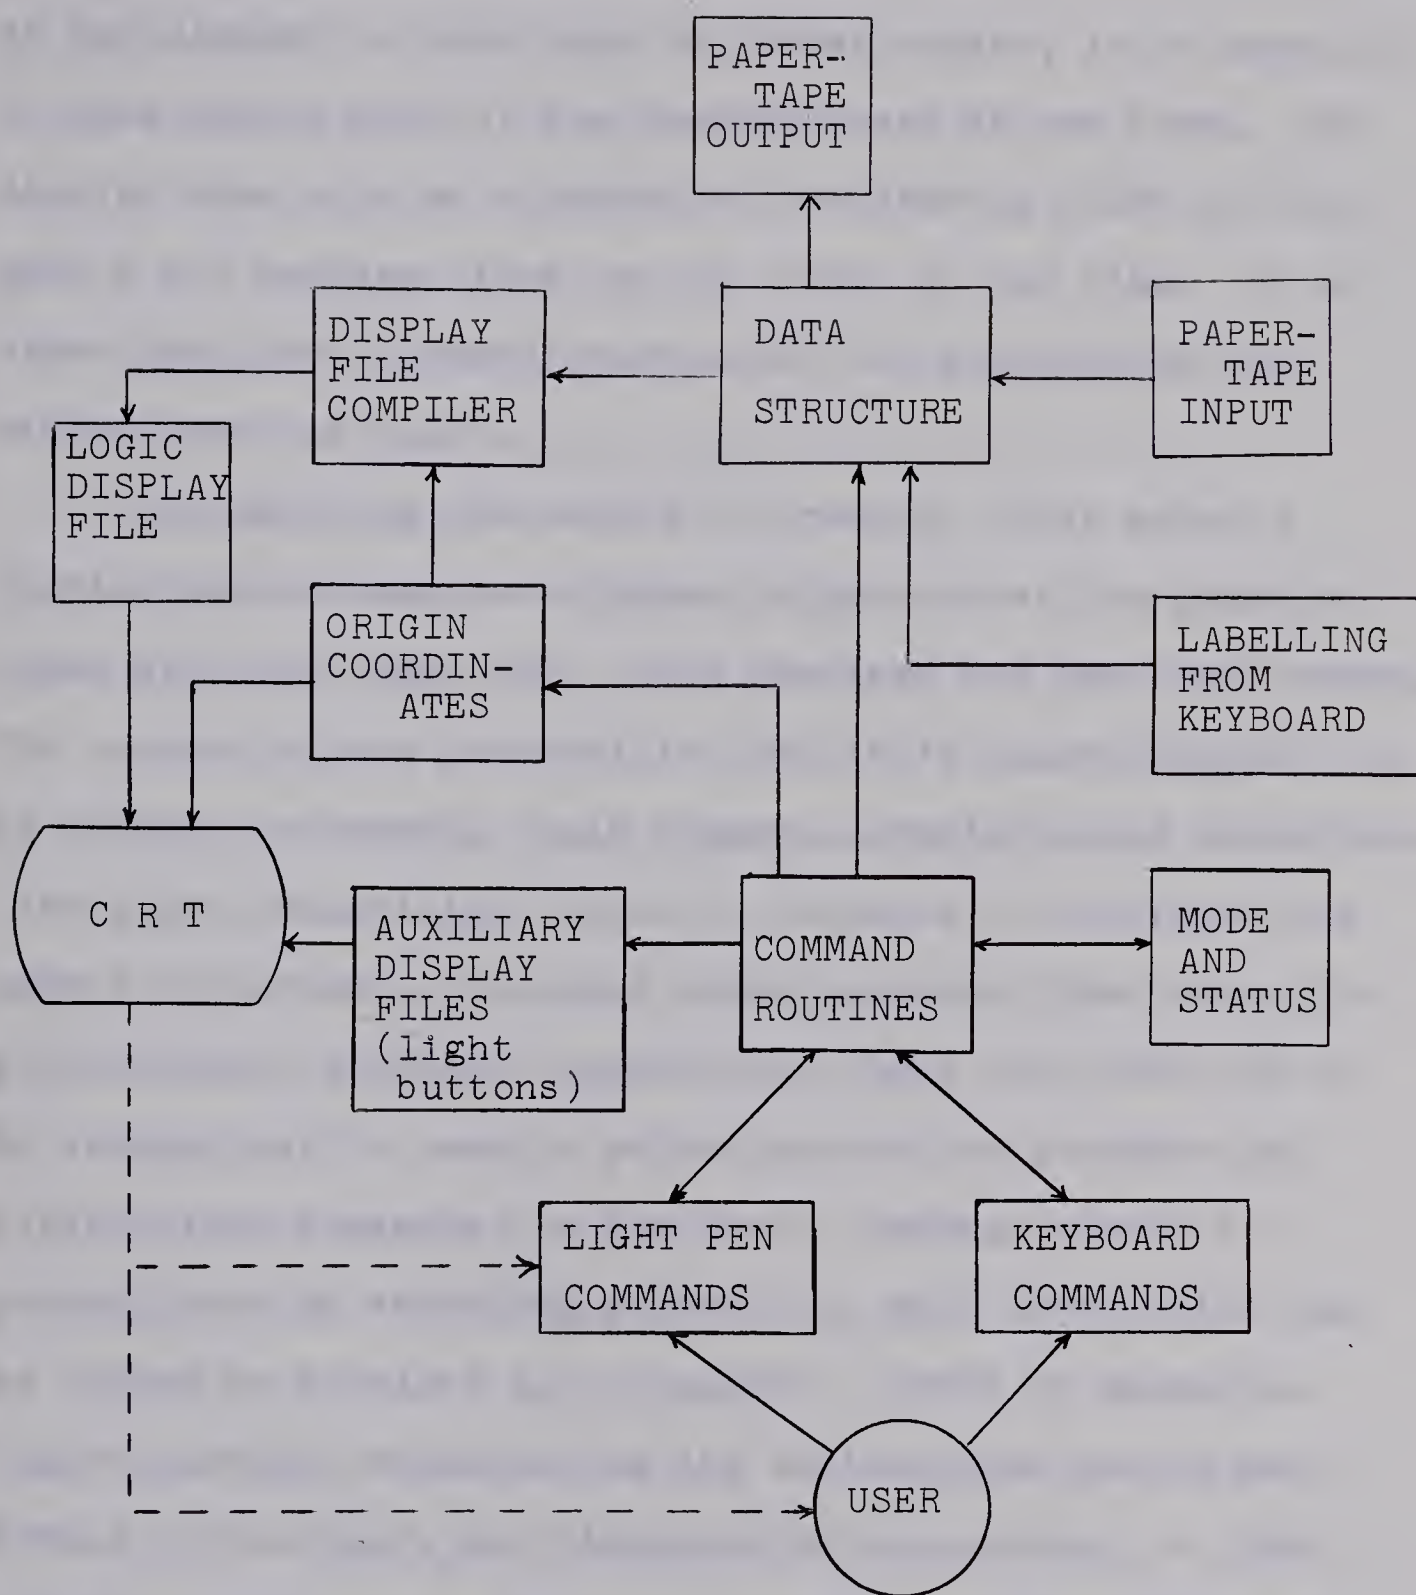 PAPER-
TAPE
OUTPUT
DISPLAY
FILE
COMPILER
DATA
STRUCTURE
PAPER-
TAPE
INPUT
LOGIC
DISPLAY
FILE
ORIGIN
COORDIN-
ATES
LABELLING
FROM
KEYBOARD
C R T
AUXILIARY
DISPLAY
FILES
(light
buttons)
COMMAND
ROUTINES
MODE
AND
STATUS
LIGHT PEN
COMMANDS
KEYBOARD
COMMANDS
USER